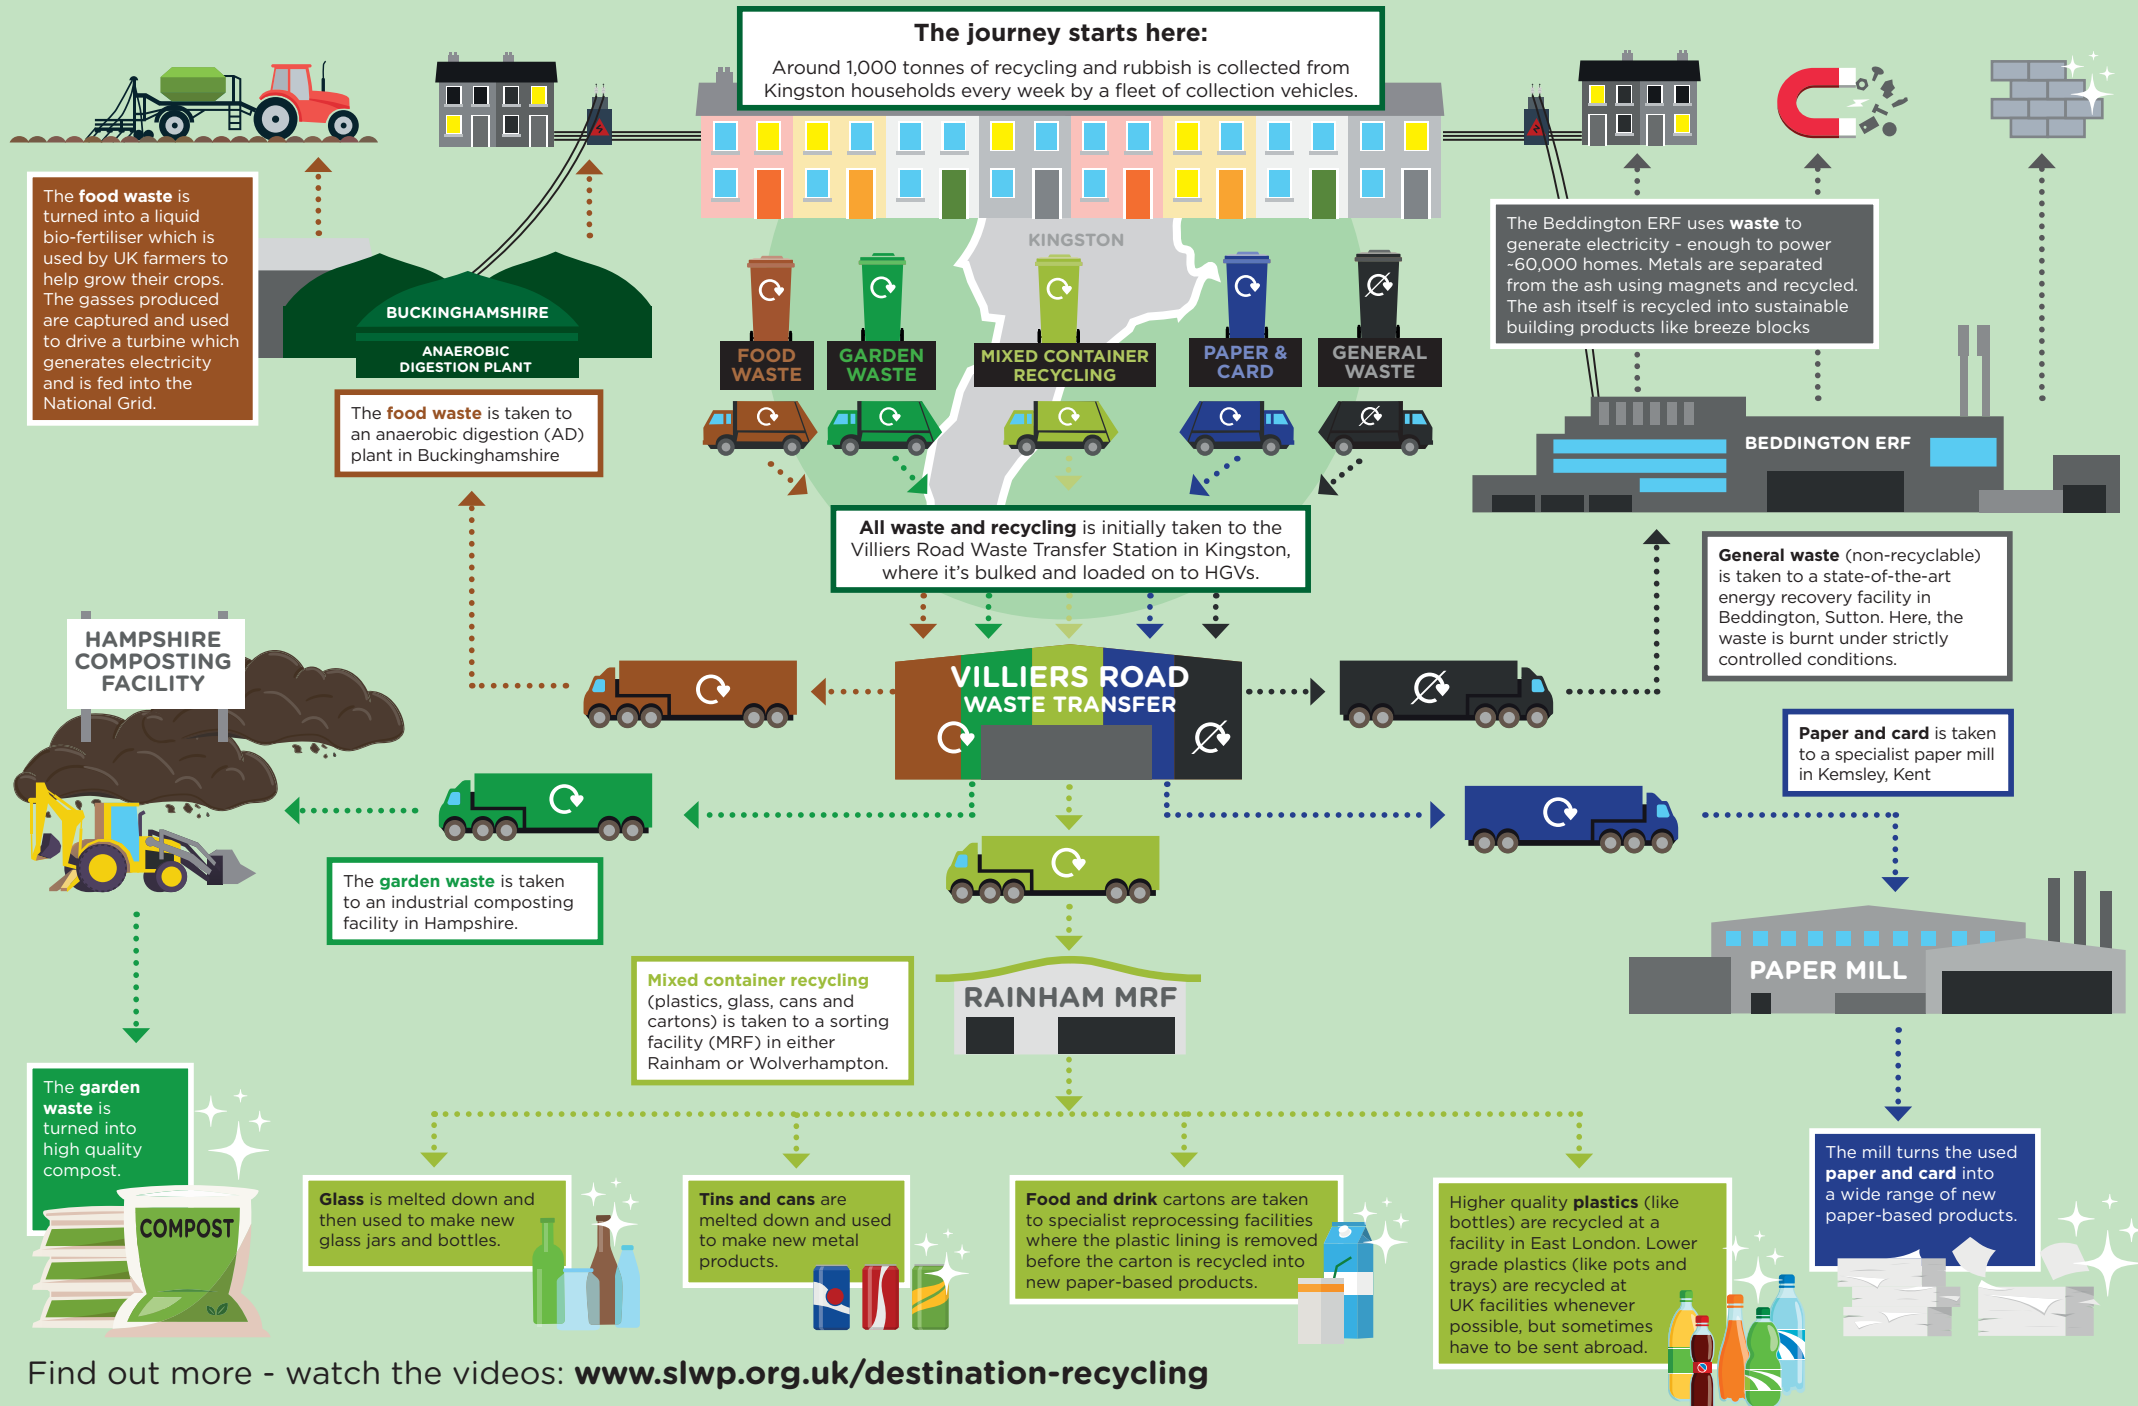 The journey starts here:
Around 1,000 tonnes of recycling and rubbish is collected from
Kingston households every week by a fleet of collection vehicles.
The food waste is
turned into a liquid
bio-fertiliser which is
used by UK farmers to
help grow their crops.
The gasses produced
are captured and used
to drive a turbine which
generates electricity
and is fed into the
National Grid.
BUCKINGHAMSHIRE
ANAEROBIC
DIGESTION PLANT
The food waste is taken to
an anaerobic digestion (AD)
plant in Buckinghamshire
KINGSTON
FOOD
WASTE
GARDEN
WASTE
MIXED CONTAINER
RECYCLING
PAPER &
CARD
GENERAL
WASTE
The Beddington ERF uses waste to
generate electricity - enough to power
~60,000 homes. Metals are separated
from the ash using magnets and recycled.
The ash itself is recycled into sustainable
building products like breeze blocks
BEDDINGTON ERF
All waste and recycling is initially taken to the
Villiers Road Waste Transfer Station in Kingston,
where it's bulked and loaded on to HGVs.
General waste (non-recyclable)
is taken to a state-of-the-art
energy recovery facility in
Beddington, Sutton. Here, the
waste is burnt under strictly
controlled conditions.
HAMPSHIRE
COMPOSTING
FACILITY
VILLIERS ROAD
WASTE TRANSFER
Paper and card is taken
to a specialist paper mill
in Kemsley, Kent
The garden waste is taken
to an industrial composting
facility in Hampshire.
PAPER MILL
Mixed container recycling
(plastics, glass, cans and
cartons) is taken to a sorting
facility (MRF) in either
Rainham or Wolverhampton.
RAINHAM MRF
The garden
waste is
turned into
high quality
compost.
COMPOST
Glass is melted down and
then used to make new
glass jars and bottles.
Tins and cans are
melted down and used
to make new metal
products.
Food and drink cartons are taken
to specialist reprocessing facilities
where the plastic lining is removed
before the carton is recycled into
new paper-based products.
Higher quality plastics (like
bottles) are recycled at a
facility in East London. Lower
grade plastics (like pots and
trays) are recycled at
UK facilities whenever
possible, but sometimes
have to be sent abroad.
The mill turns the used
paper and card into
a wide range of new
paper-based products.
Find out more - watch the videos: www.slwp.org.uk/destination-recycling